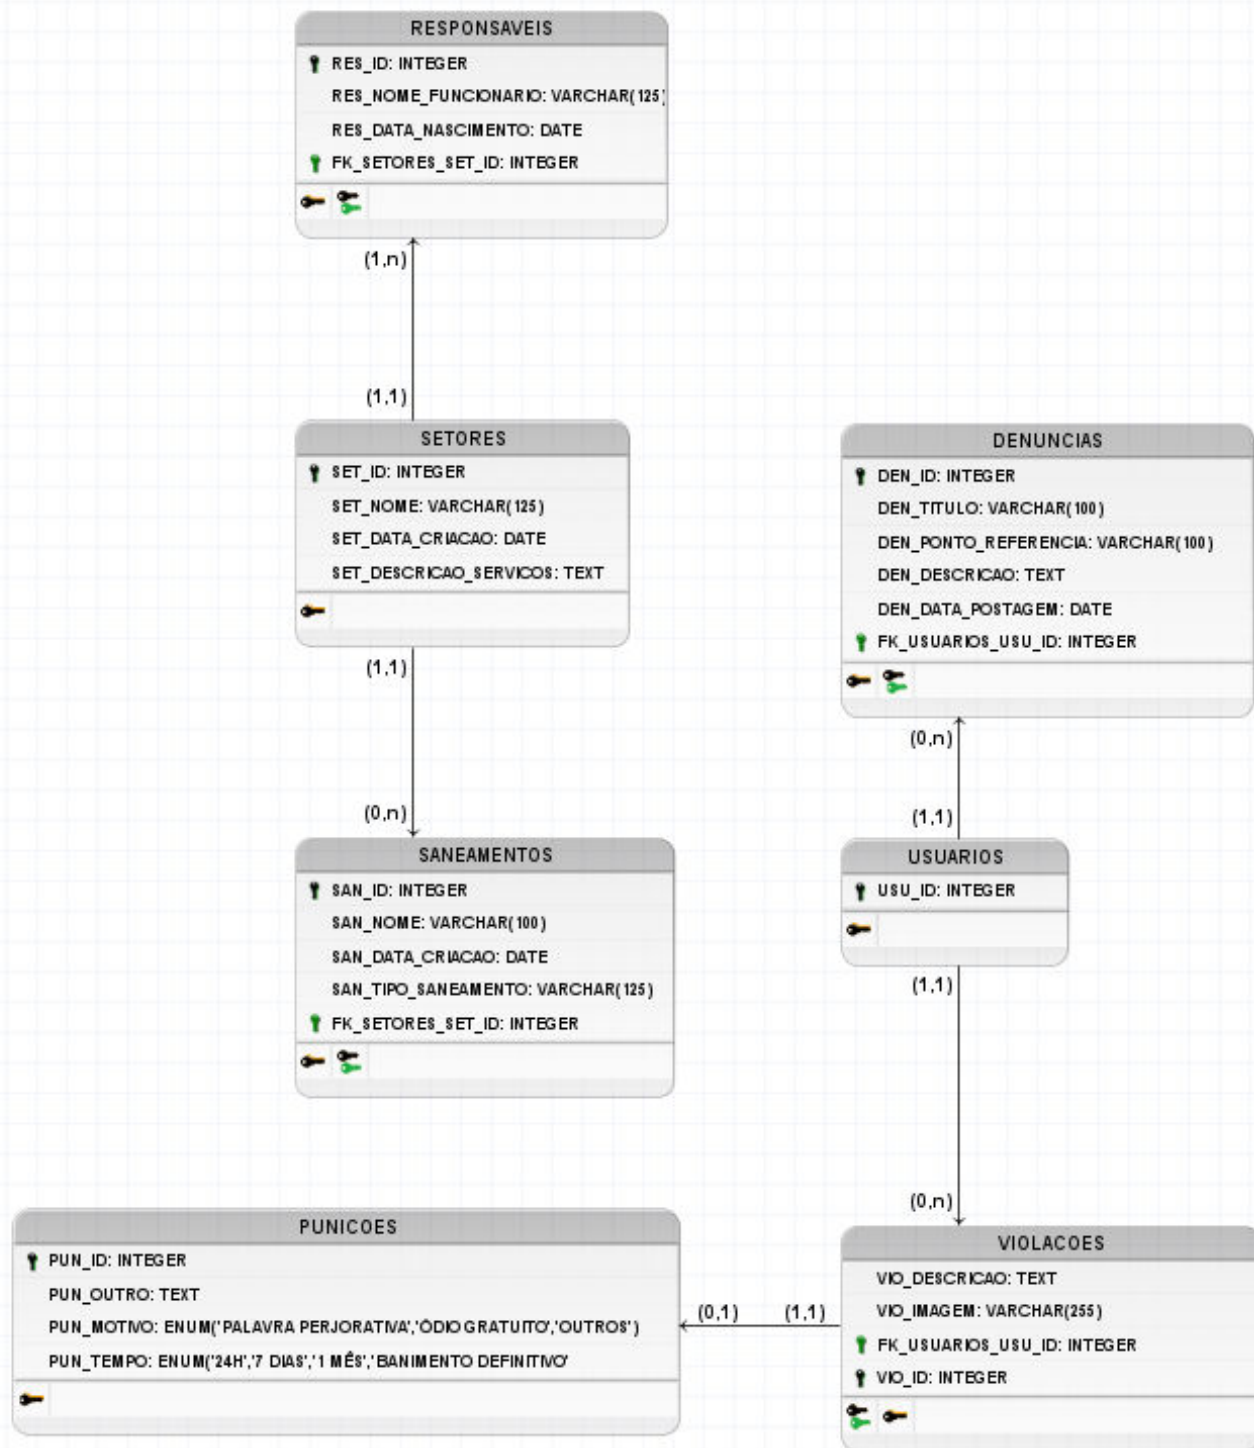 RESPONSAVEIS
RES_ID: INTEGER
RES_NOME_FUNCIONARIO: VARCHAR(125)
RES_DATA_NASCIMENTO: DATE
FK_SETORES_SET_ID: INTEGER
(1,n)
(1,1)
SETORES
SET_ID: INTEGER
SET_NOME: VARCHAR(125)
SET_DATA_CRIACAO: DATE
SET_DESCRICAO_SERVICOS: TEXT
(1,1)
(0,n)
SANEAMENTOS
SAN_ID: INTEGER
SAN_NOME: VARCHAR(100)
SAN_DATA_CRIACAO: DATE
SAN_TIPO_SANEAMENTO: VARCHAR(125)
FK_SETORES_SET_ID: INTEGER
DENUNCIAS
DEN_ID: INTEGER
DEN_TITULO: VARCHAR(100)
DEN_PONTO_REFERENCIA: VARCHAR(100)
DEN_DESCRICAO: TEXT
DEN_DATA_POSTAGEM: DATE
FK_USUARIOS_USU_ID: INTEGER
(0,n)
(1,1)
USUARIOS
USU_ID: INTEGER
(1,1)
(0,n)
PUNICOES
PUN_ID: INTEGER
PUN_OUTRO: TEXT
PUN_MOTIVO: ENUM('PALAVRA PERJORATIVA','ÓDIO GRATUITO','OUTROS')
PUN_TEMPO: ENUM('24H','7 DIAS','1 MÊS','BANIMENTO DEFINITIVO'
(0,1) (1,1)
VIOLACOES
VIO_DESCRICAO: TEXT
VIO_IMAGEM: VARCHAR(255)
FK_USUARIOS_USU_ID: INTEGER
VIO_ID: INTEGER